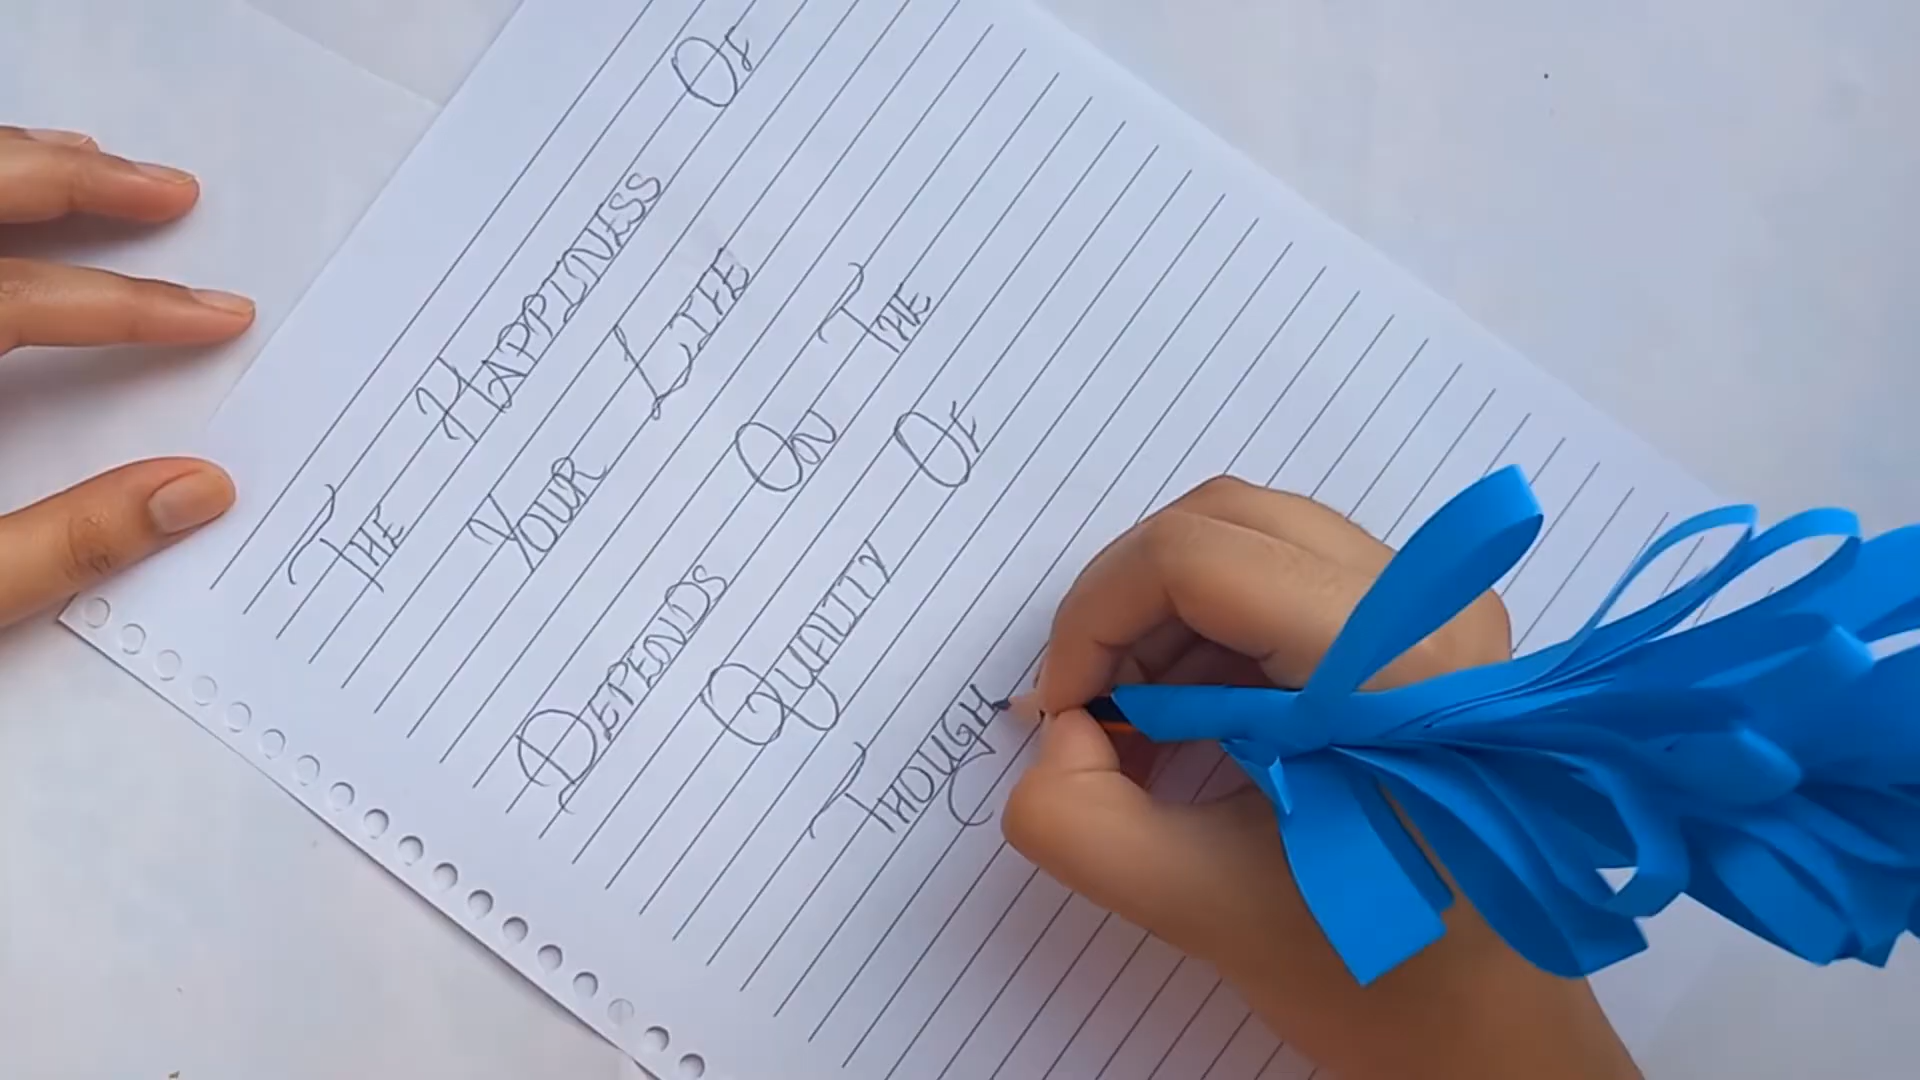 THE HAPPINESS OF
YOUR LIFE
DEPENDS ON THE
QUALITY OF
THOUGH